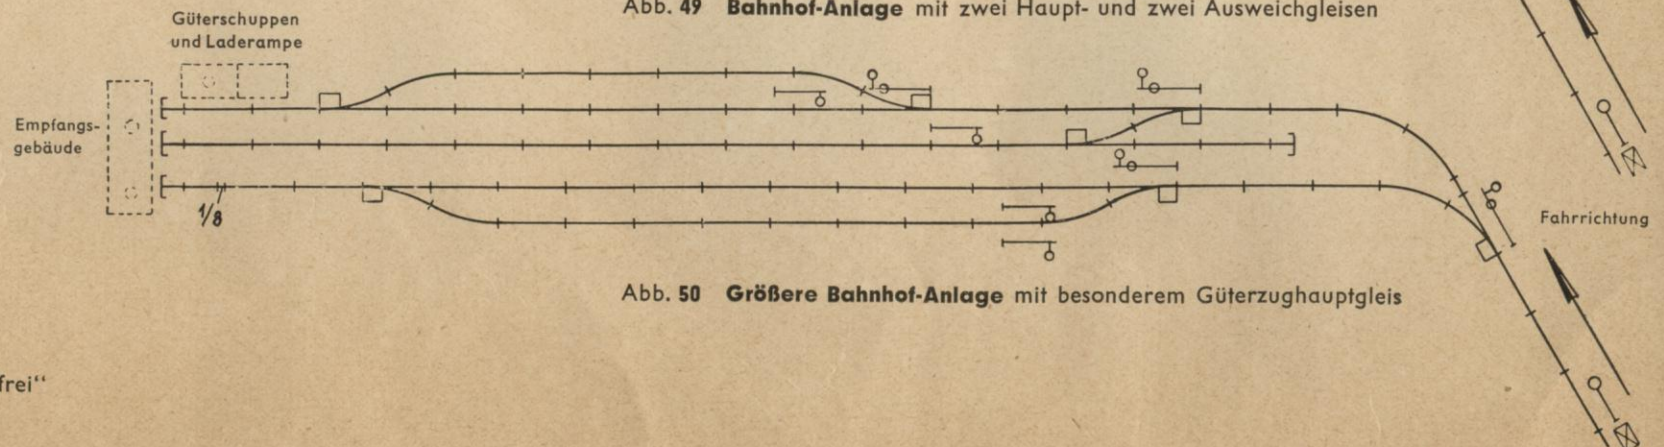 Abb. 49 Bahnhof-Anlage mit zwei Haupt- und zwei Ausweichgleisen
Güterschuppen
und Laderampe
Empfangs-
gebäude
1/8
Fahrrichtung
Abb. 50 Größere Bahnhof-Anlage mit besonderem Güterzughauptgleis
frei“